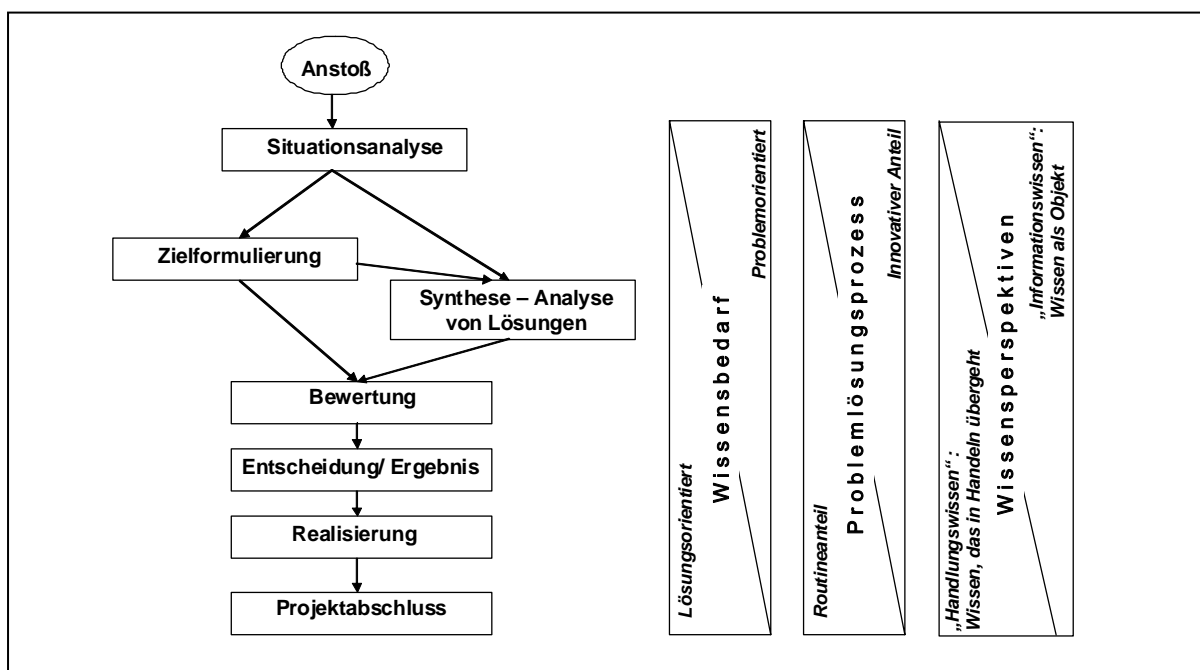 Anstoß
Situationsanalyse
Zielformulierung
Synthese – Analyse
von Lösungen
Bewertung
Entscheidung/ Ergebnis
Realisierung
Projektabschluss
Lösungsorientiert
Wissensbedarf
Problemorientiert
Routineanteil
Problemlösungsprozess
Innovativer Anteil
„Handlungswissen“ :
Wissen, das in Handeln übergeht
Wissensperspektiven
„Informationswissen“:
Wissen als Objekt